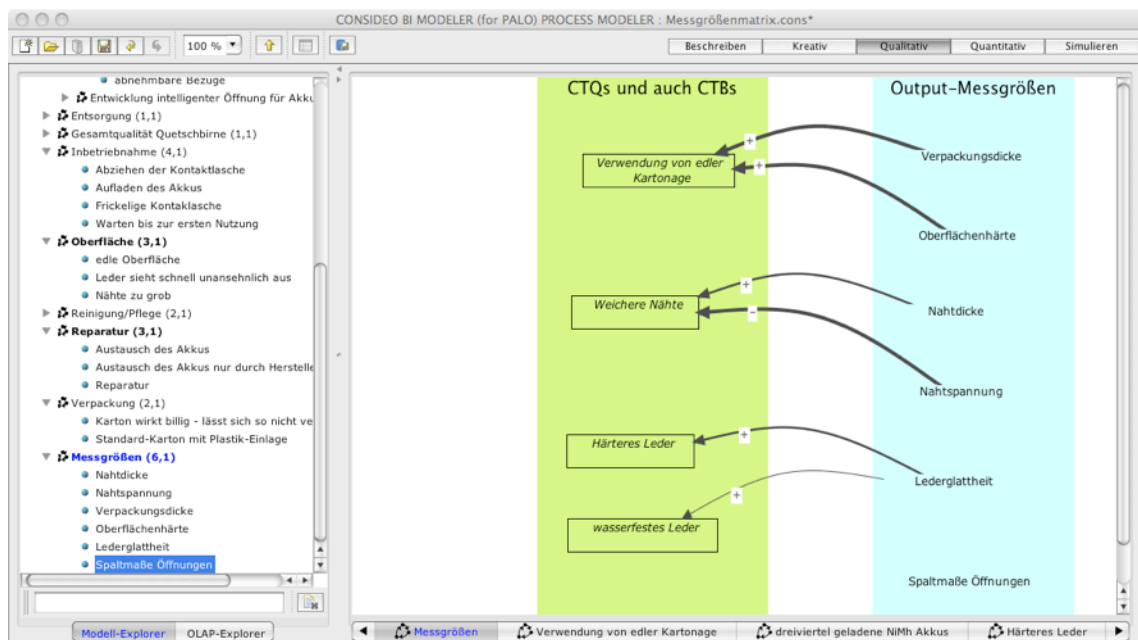 CONSIDEO BI MODELER (for PALO) PROCESS MODELER : Messgrößenmatrix.cons*
100 %
Beschreiben
Kreativ
Qualitativ
Quantitativ
Simulieren
abnehmbare Bezüge
Entwicklung intelligenter Öffnung für Akku
Entsorgung (1,1)
Gesamtqualität Quetschbirne (1,1)
Inbetriebnahme (4,1)
Abziehen der Kontaktlasche
Aufladen des Akkus
Frickelige Kontaklasche
Warten bis zur ersten Nutzung
Oberfläche (3,1)
edle Oberfläche
Leder sieht schnell unansehnlich aus
Nähte zu grob
Reinigung/Pflege (2,1)
Reparatur (3,1)
Austausch des Akkus
Austausch des Akkus nur durch Herstelle
Reparatur
Verpackung (2,1)
Karton wirkt billig - lässt sich so nicht ve
Standard-Karton mit Plastik-Einlage
Messgrößen (6,1)
Nahtdicke
Nahtspannung
Verpackungsdicke
Oberflächenhärte
Lederglattheit
Spaltmaße Öffnungen
Modell-Explorer
OLAP-Explorer
CTQs und auch CTBs
Output-Messgrößen
+
Verpackungsdicke
Verwendung von edler
Kartonage
+
Oberflächenhärte
+
Weichere Nähte
Nahtdicke
-
Nahtspannung
+
Härteres Leder
Lederglattheit
+
wasserfestes Leder
Spaltmaße Öffnungen
Messgrößen
Verwendung von edler Kartonage
dreiviertel geladene NiMh Akkus
Härteres Leder